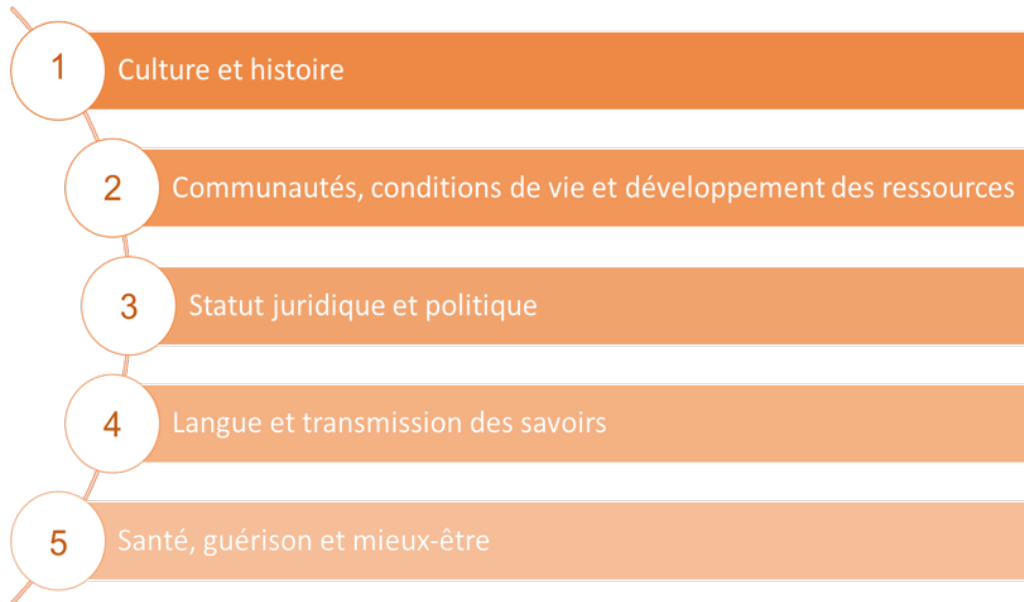 1
Culture et histoire
2
Communautés, conditions de vie et développement des ressources
3
Statut juridique et politique
4
Langue et transmission des savoirs
5
Santé, guérison et mieux-être